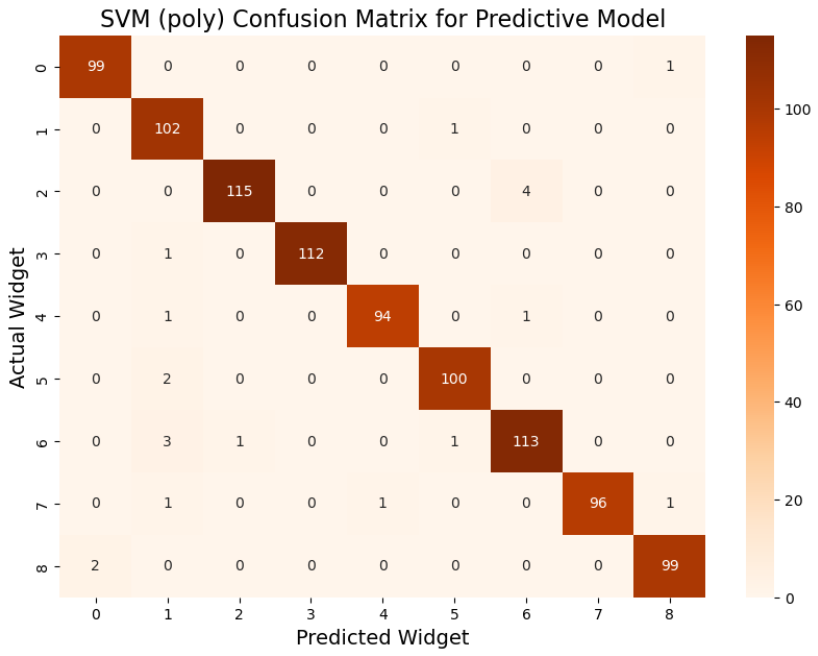 SVM (poly) Confusion Matrix for Predictive Model
0 99 0 0 0 0 0 0 0 1
1 0 102 0 0 0 1 0 0 0
2 0 0 115 0 0 0 4 0 0
3 0 1 0 112 0 0 0 0 0
4 0 1 0 0 94 0 1 0 0
5 0 2 0 0 0 100 0 0 0
6 0 3 1 0 0 1 113 0 0
7 0 1 0 0 1 0 0 96 1
8 2 0 0 0 0 0 0 0 99
0 1 2 3 4 5 6 7 8
Actual Widget
Predicted Widget
100
80
60
40
20
0